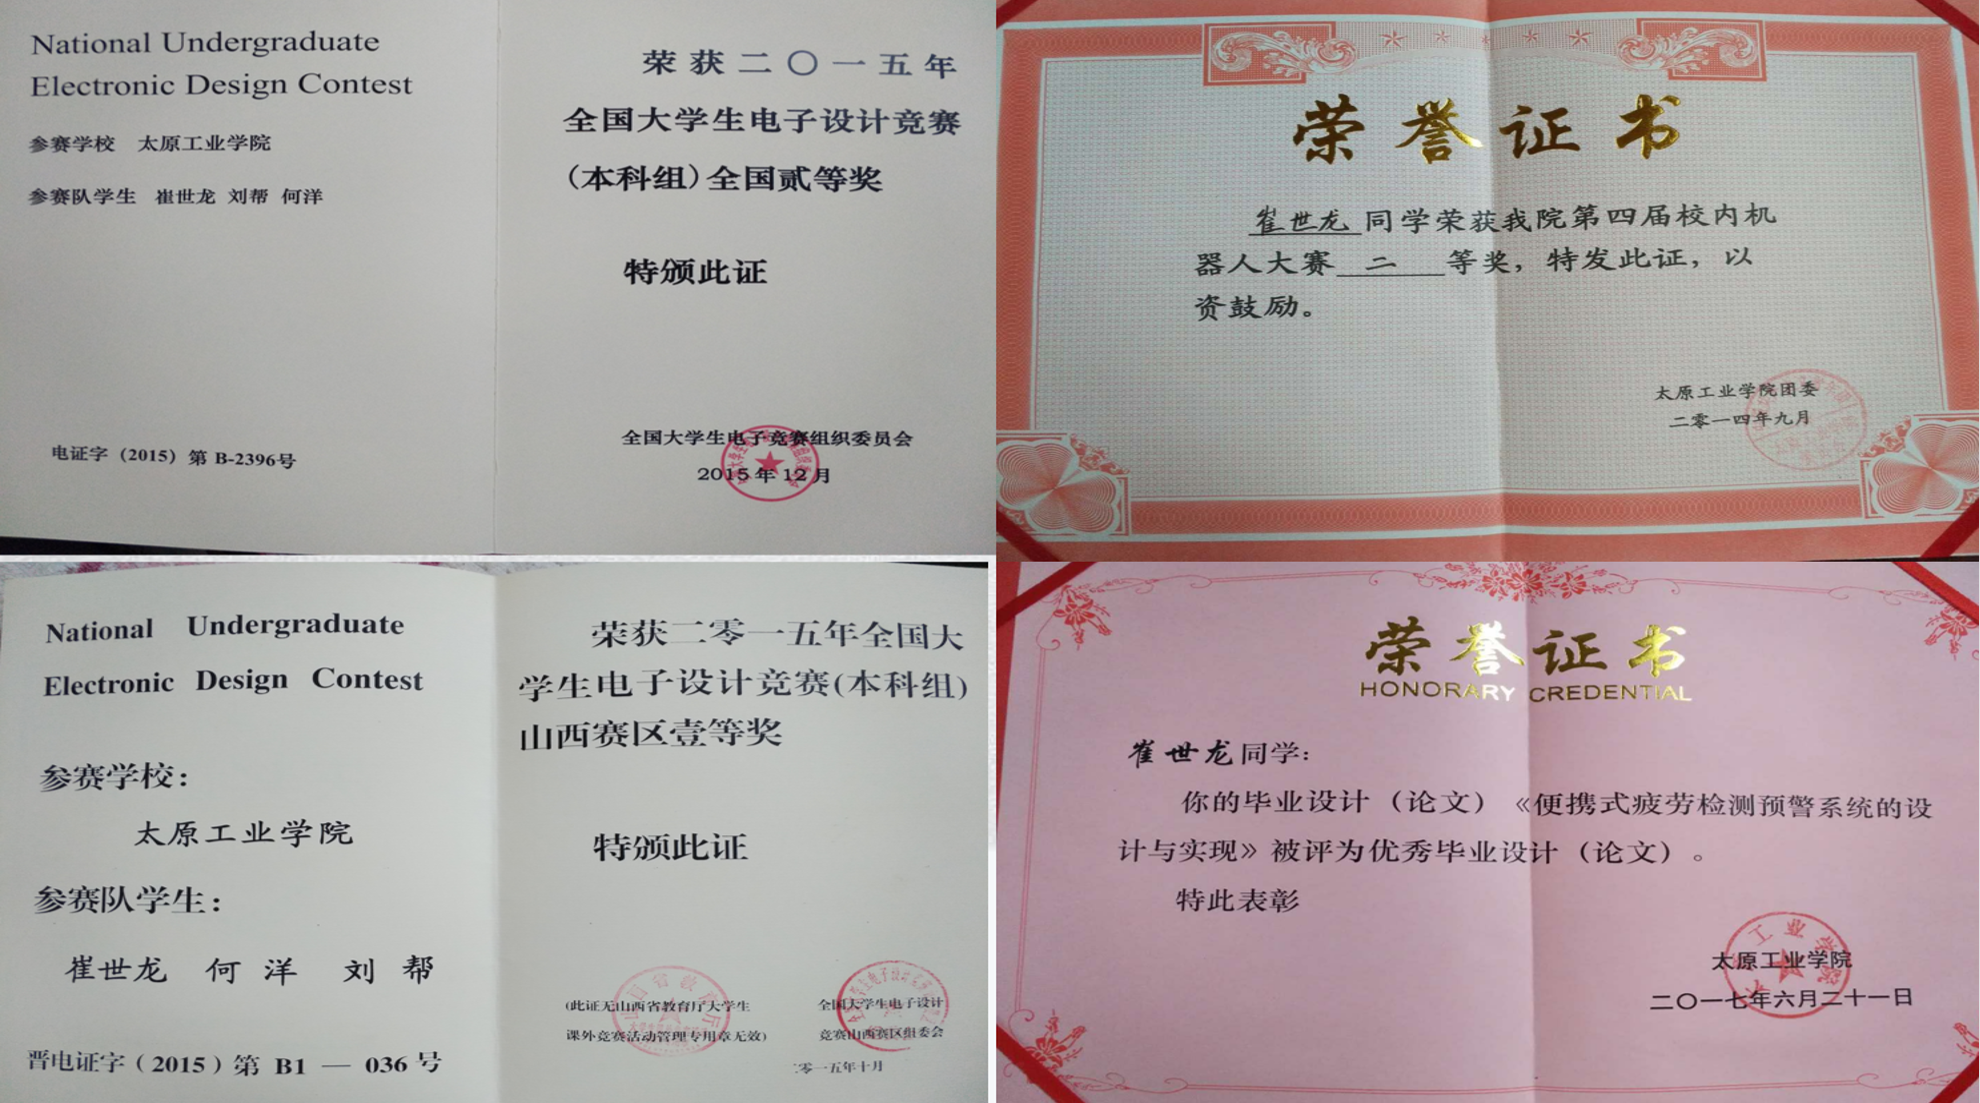 National Undergraduate
Electronic Design Contest
参赛学校 太原工业学院
参赛队学生 崔世龙 刘帮 何洋
电证字（2015）第 B-2396号
荣获二〇一五年
全国大学生电子设计竞赛
（本科组）全国贰等奖
特颁此证
全国大学生电子竞赛组织委员会
2015年12月
荣誉证书
崔世龙同学荣获我院第四届校内机
器人大赛 二 等奖，特发此证，以
资鼓励。
太原工业学院团委
二零一四年九月
National Undergraduate
Electronic Design Contest
参赛学校：
太原工业学院
参赛队学生：
崔世龙 何洋 刘帮
晋电证字（2015）第 B1 — 036 号
荣获二零一五年全国大
学生电子设计竞赛(本科组)
山西赛区壹等奖
特颁此证
(此证无山西省教育厅大学生
课外竞赛活动管理专用章无效)
全国大学生电子设计
竞赛山西赛区组委会
二零一五年十月
荣誉证书
HONORARY CREDENTIAL
崔世龙同学：
你的毕业设计（论文）《便携式疲劳检测预警系统的设
计与实现》被评为优秀毕业设计（论文）。
特此表彰
太原工业学院
二〇一七年六月二十一日